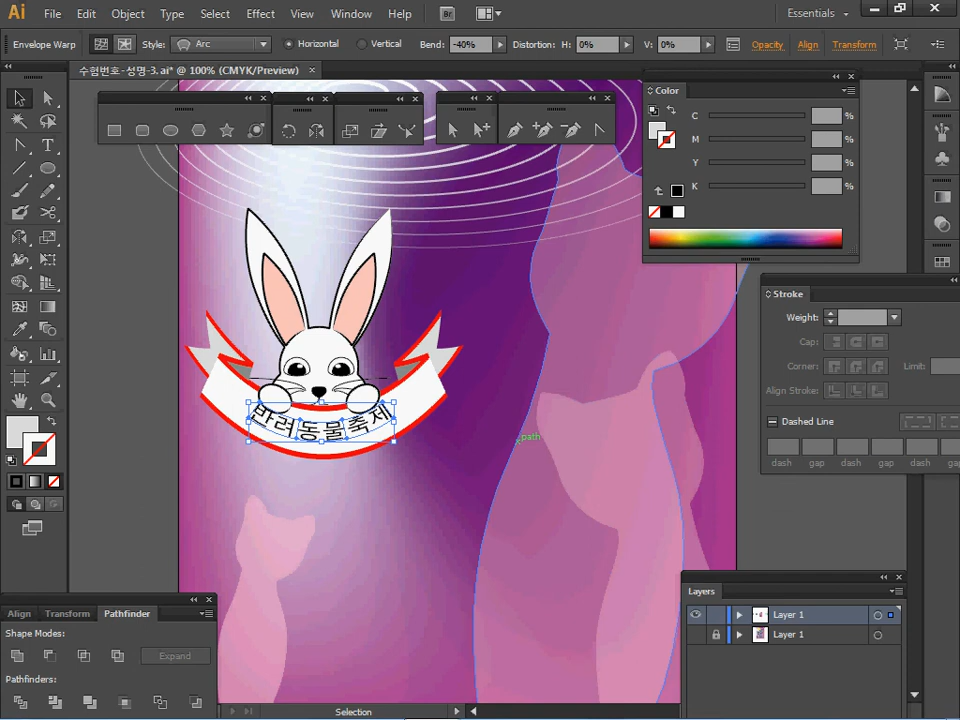 Ai File Edit Object Type Select Effect View Window Help Br Essentials
Envelope Warp Style: Arc Horizontal Vertical Bend: -40% Distortion: H: 0% V: 0% Opacity Align Transform
수험번호-성명-3.ai* @ 100% (CMYK/Preview)
Color
C %
M %
Y %
K %
Stroke
Weight:
Cap:
Corner: Limit:
Align Stroke:
Dashed Line
dash gap dash gap dash gap
반려동물축제
path
Align Transform Pathfinder
Shape Modes:
Expand
Pathfinders:
Layers
Layer 1
Layer 1
Selection